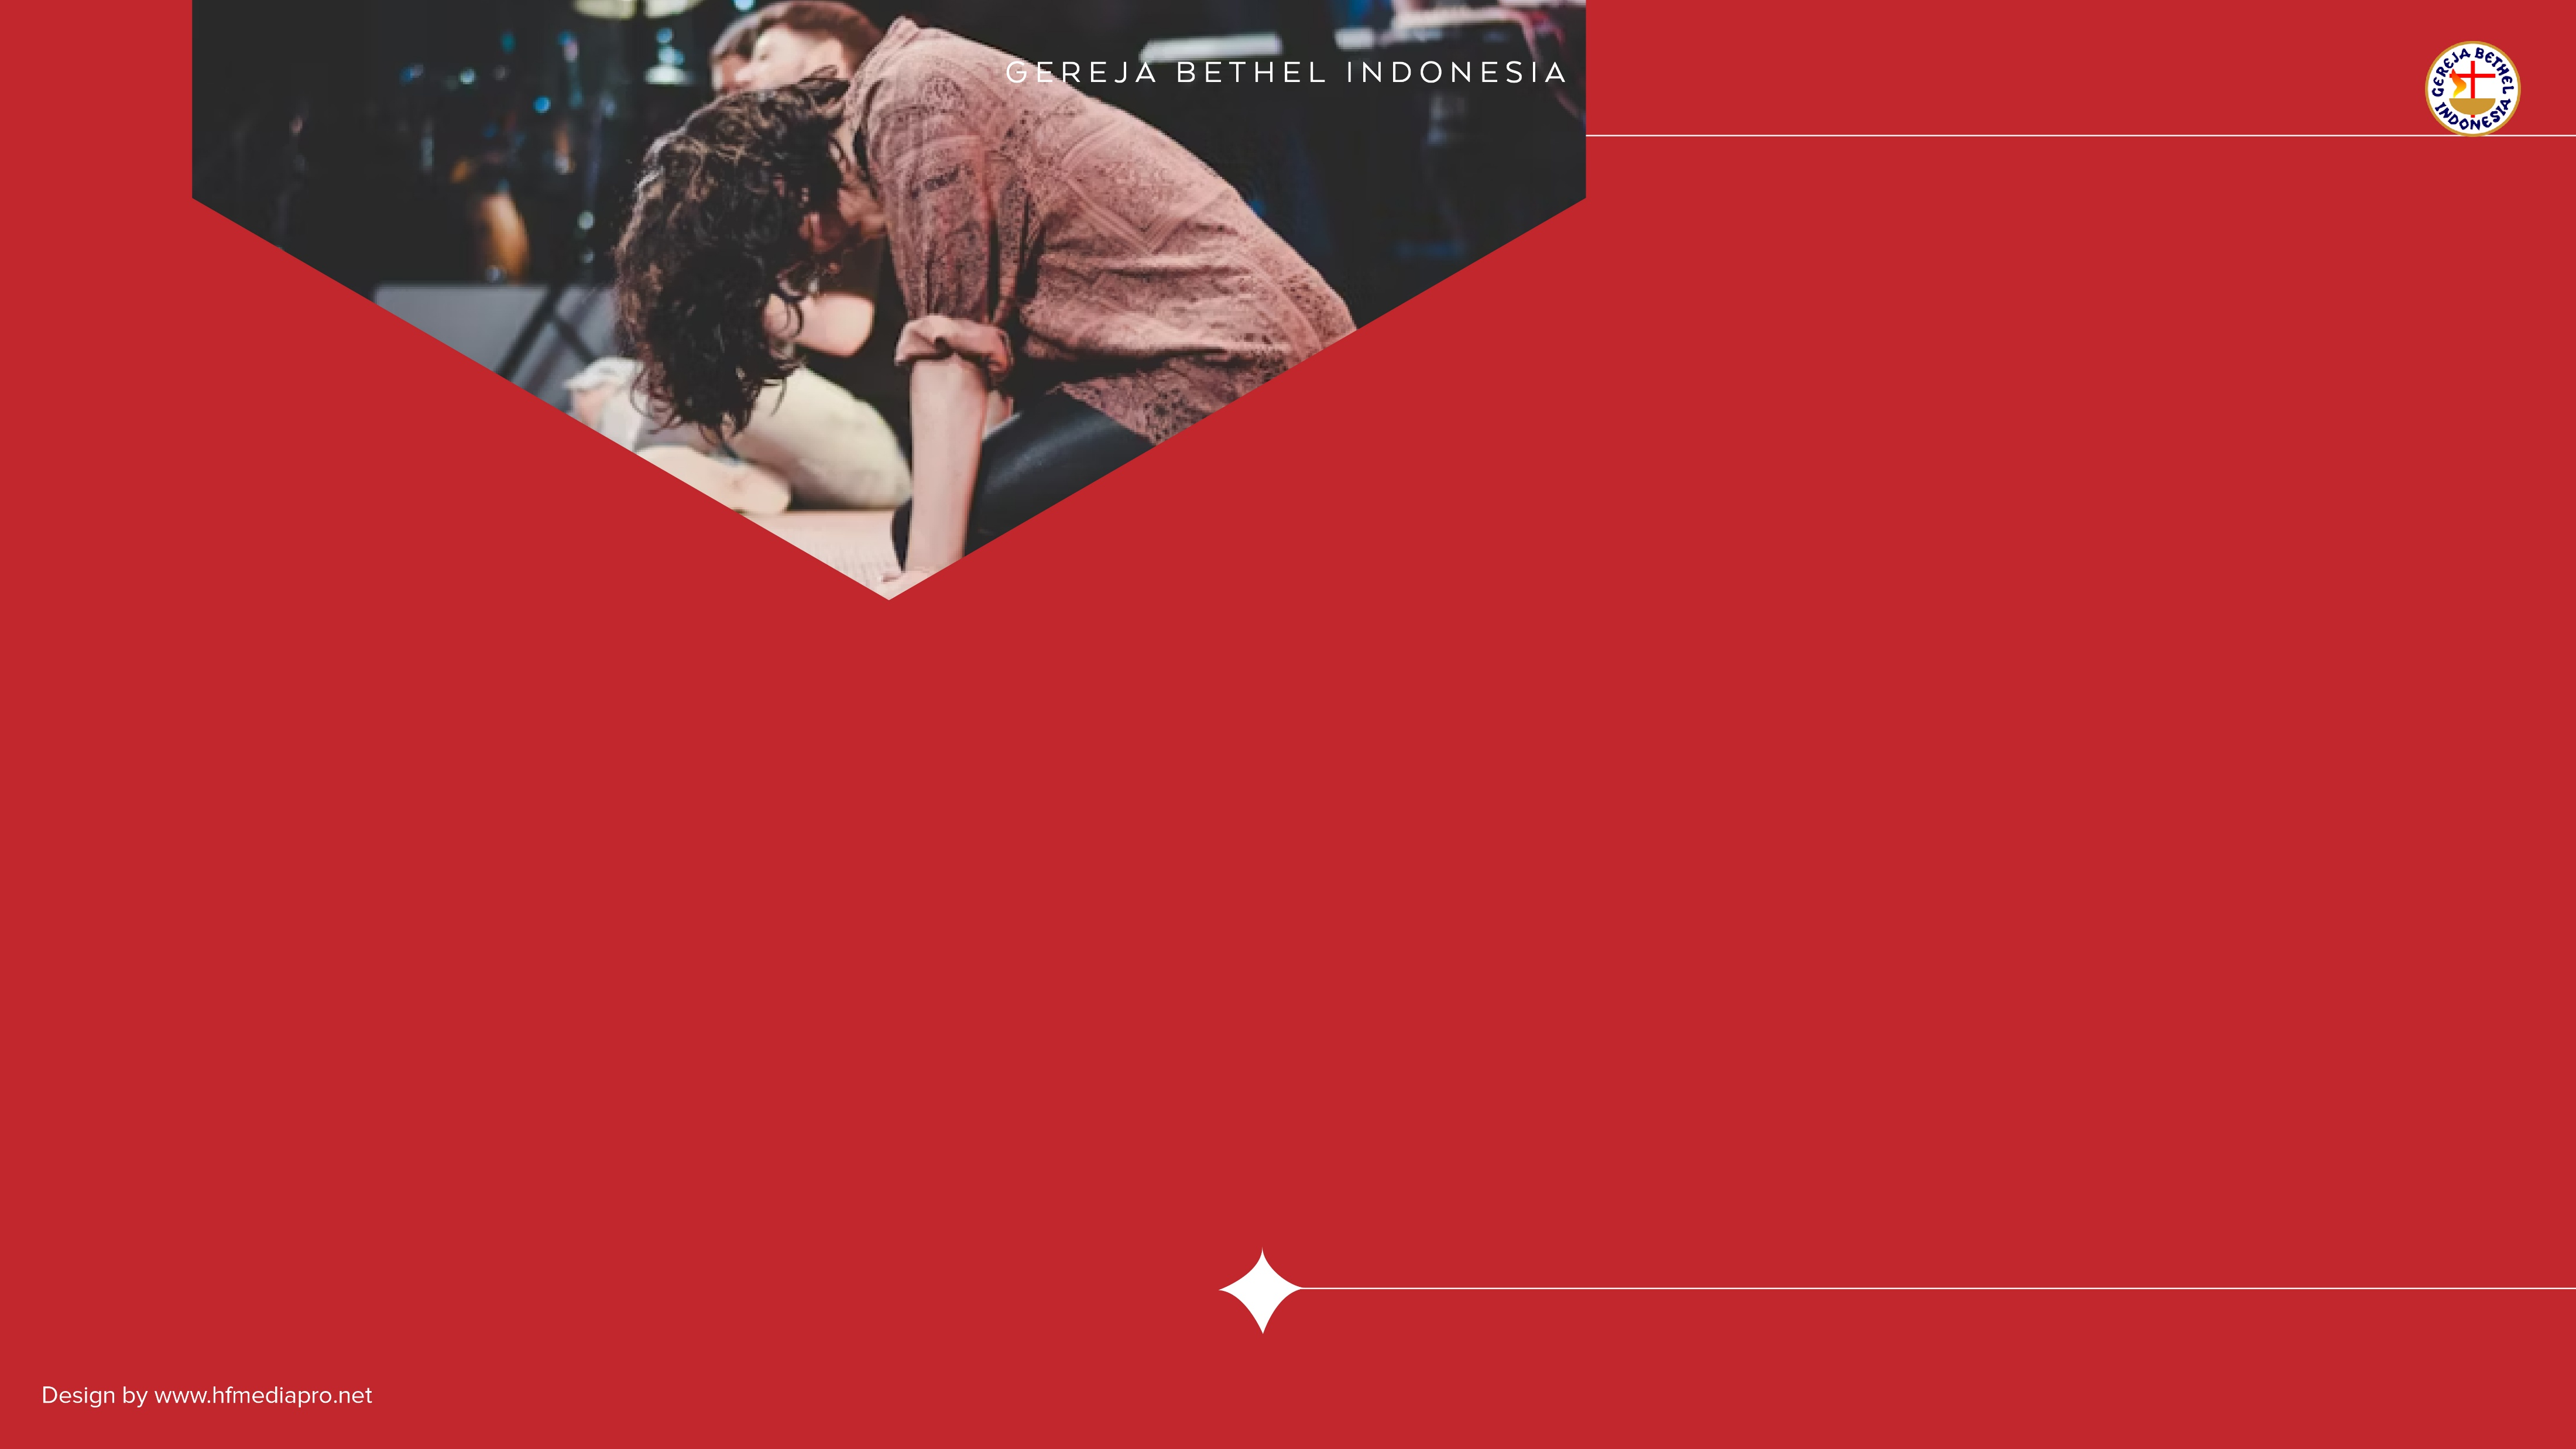 GEREJA BETHEL INDONESIA
GEREJA BETHEL INDONESIA
Design by www.hfmediapro.net